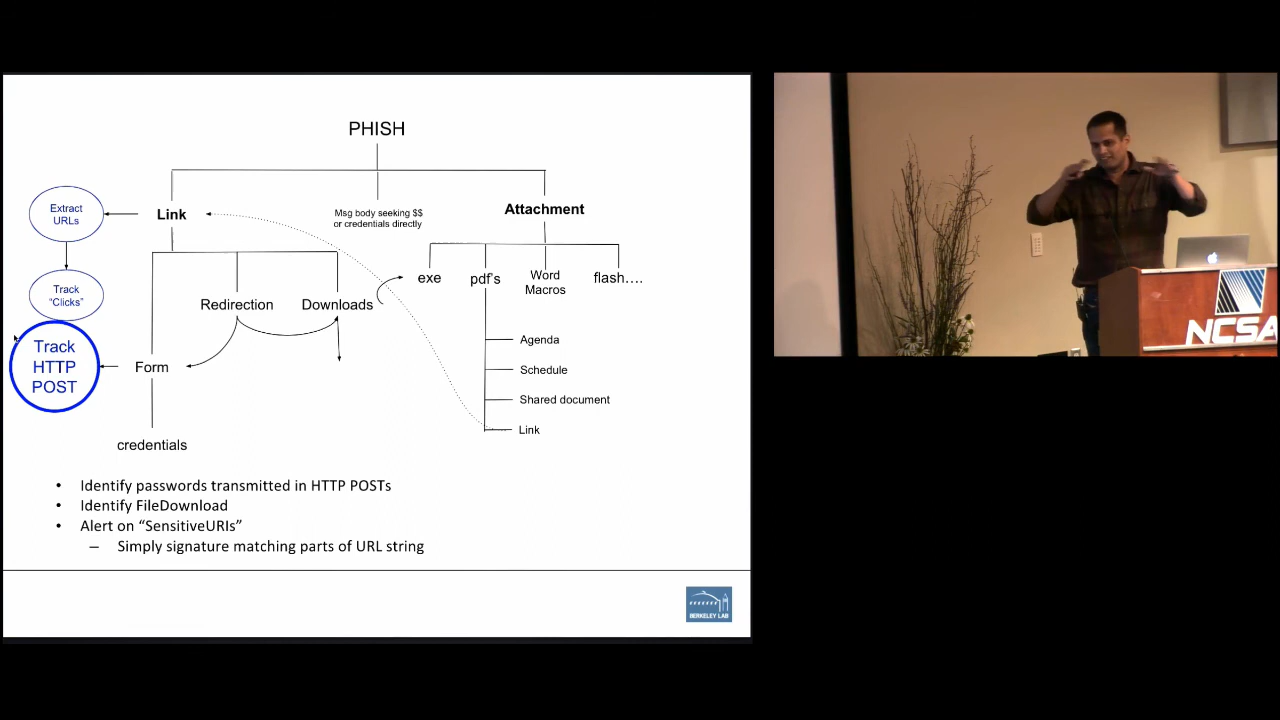 PHISH
Extract
URLs
Link
Msg body seeking $$
or credentials directly
Attachment
Track
"Clicks"
Redirection
Downloads
exe
pdf's
Word
Macros
flash....
Track
HTTP
POST
Form
Agenda
Schedule
Shared document
Link
credentials
• Identify passwords transmitted in HTTP POSTs
• Identify FileDownload
• Alert on “SensitiveURIs”
– Simply signature matching parts of URL string
BERKELEY LAB
NCSA